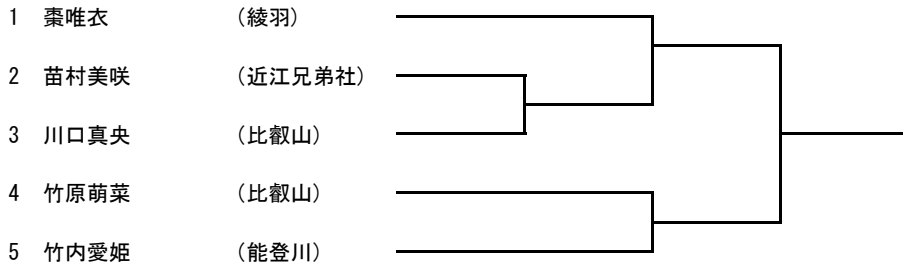 1 棗唯衣 （綾羽）
2 苗村美咲 （近江兄弟社）
3 川口真央 （比叡山）
4 竹原萌菜 （比叡山）
5 竹内愛姫 （能登川）